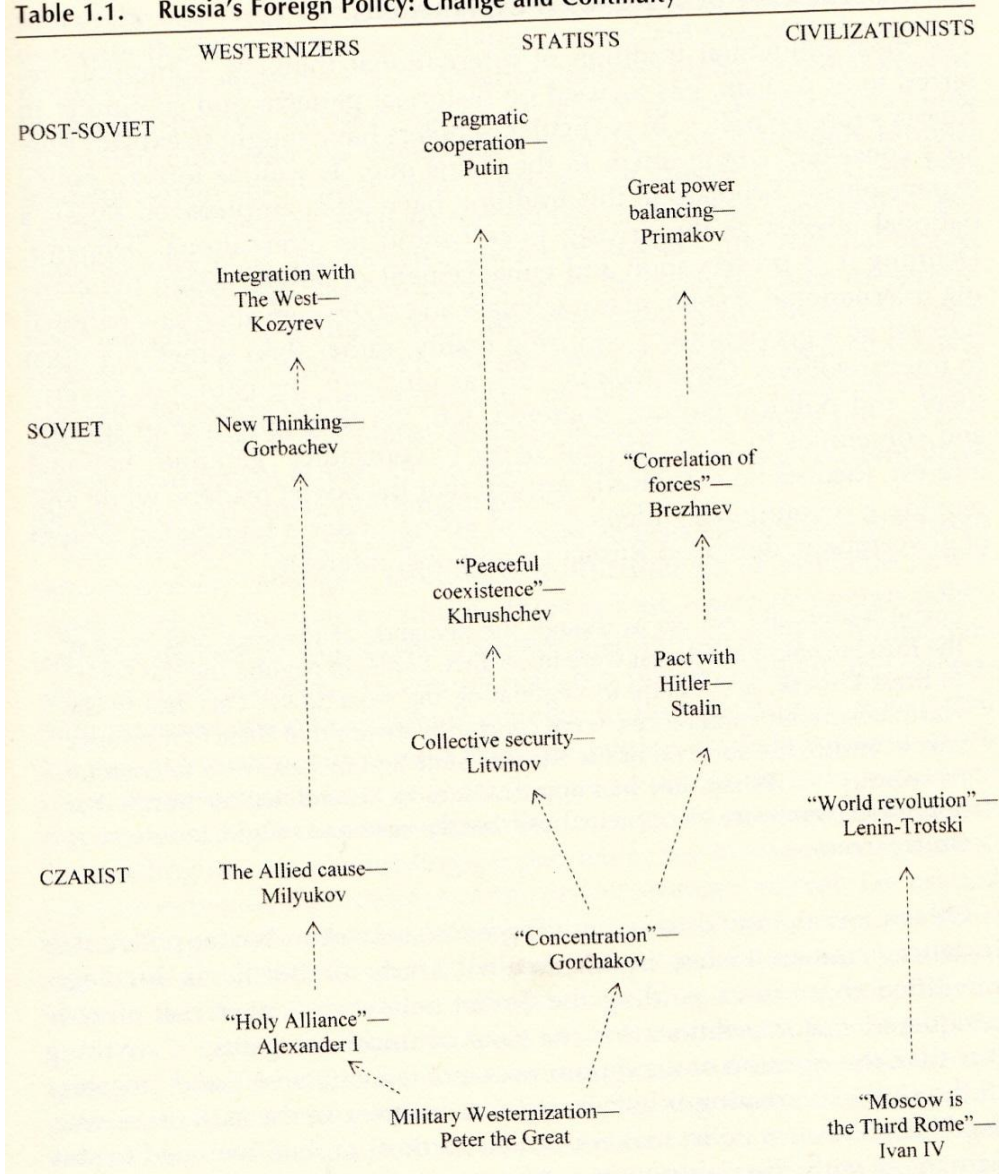 Table 1.1. Russia's Foreign Policy: Change and Continuity
WESTERNIZERS
STATISTS
CIVILIZATIONISTS
POST-SOVIET
Pragmatic
cooperation—
Putin
Great power
balancing—
Primakov
Integration with
The West—
Kozyrev
SOVIET
New Thinking—
Gorbachev
"Correlation of
forces"—
Brezhnev
"Peaceful
coexistence"—
Khrushchev
Pact with
Hitler—
Stalin
Collective security—
Litvinov
"World revolution"—
Lenin-Trotski
CZARIST
The Allied cause—
Milyukov
"Concentration"—
Gorchakov
"Holy Alliance"—
Alexander I
Military Westernization—
Peter the Great
"Moscow is
the Third Rome"—
Ivan IV